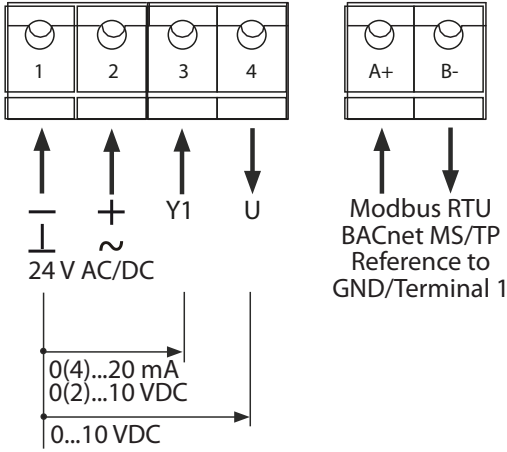 1 2 3 4 A+ B-
— + Y1 U
⊥ ~
24 V AC/DC
Modbus RTU
BACnet MS/TP
Reference to
GND/Terminal 1
0(4)...20 mA
0(2)...10 VDC
0...10 VDC